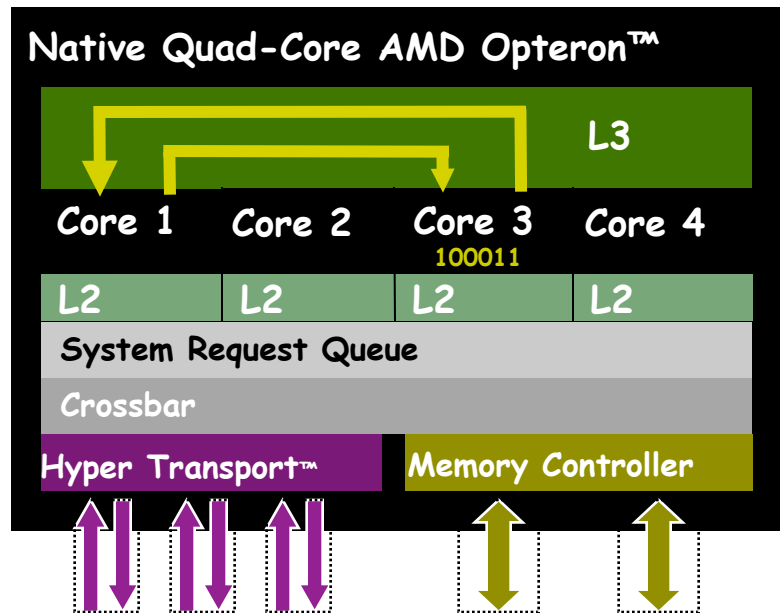 Native Quad-Core AMD Opteron™
L3
Core 1 Core 2 Core 3 Core 4
100011
L2 L2 L2 L2
System Request Queue
Crossbar
Hyper Transport™ Memory Controller